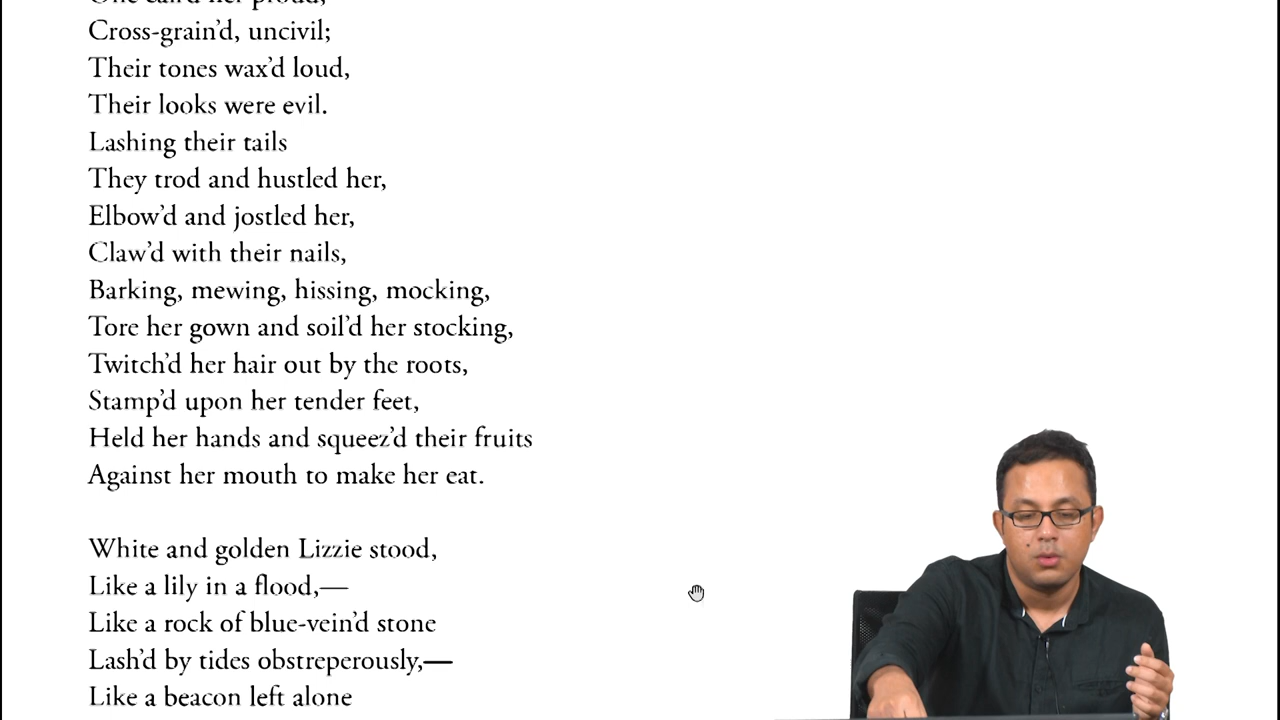 One call'd her proud,
Cross-grain'd, uncivil;
Their tones wax'd loud,
Their looks were evil.
Lashing their tails
They trod and hustled her,
Elbow'd and jostled her,
Claw'd with their nails,
Barking, mewing, hissing, mocking,
Tore her gown and soil'd her stocking,
Twitch'd her hair out by the roots,
Stamp'd upon her tender feet,
Held her hands and squeez'd their fruits
Against her mouth to make her eat.
White and golden Lizzie stood,
Like a lily in a flood,—
Like a rock of blue-vein'd stone
Lash'd by tides obstreperously,—
Like a beacon left alone